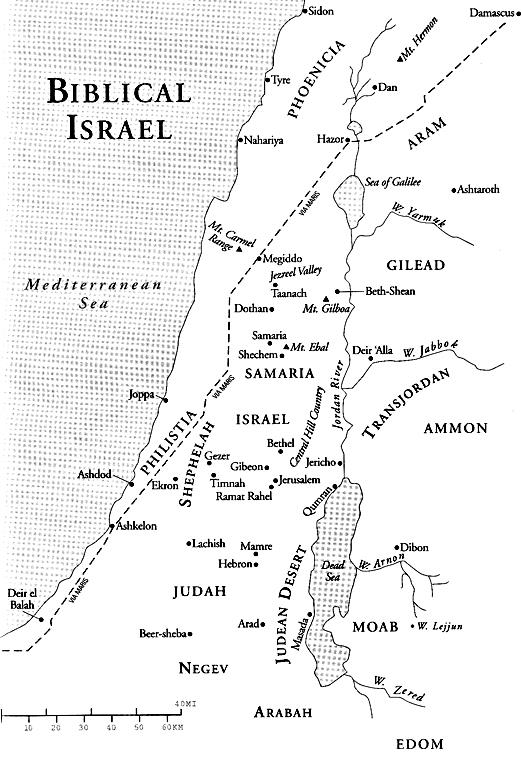 Sidon
Damascus
Mt. Hermon
PHOENICIA
Tyre
Dan
BIBLICAL
ISRAEL
Nahariya
Hazor
ARAM
Sea of Galilee
Ashtaroth
VIA MARIS
W. Yarmuk
Mt. Carmel
Range
Megiddo
GILEAD
Jezreel Valley
Mediterranean
Sea
Taanach
Beth-Shean
Dothan
Mt. Gilboa
Samaria
Mt. Ebal
Shechem
Deir ‘Alla
W. Jabbok
SAMARIA
VIA MARIS
Jordan River
TRANSJORDAN
Joppa
Central Hill Country
ISRAEL
AMMON
PHILISTIA
SHEPHELAH
Bethel
Gezer
Gibeon
Jericho
Ashdod
Ekron
Timnah
Jerusalem
Ramat Rahel
Qumran
Ashkelon
Lachish
Mamre
Dibon
Hebron
Dead
Sea
W. Arnon
JUDEAN DESERT
VIA MARIS
JUDAH
Deir el
Balah
Arad
Masada
MOAB
W. Lejjun
Beer-sheba
NEGEV
W. Zered
40MI
ARABAH
10 20 40 50 60KM
EDOM